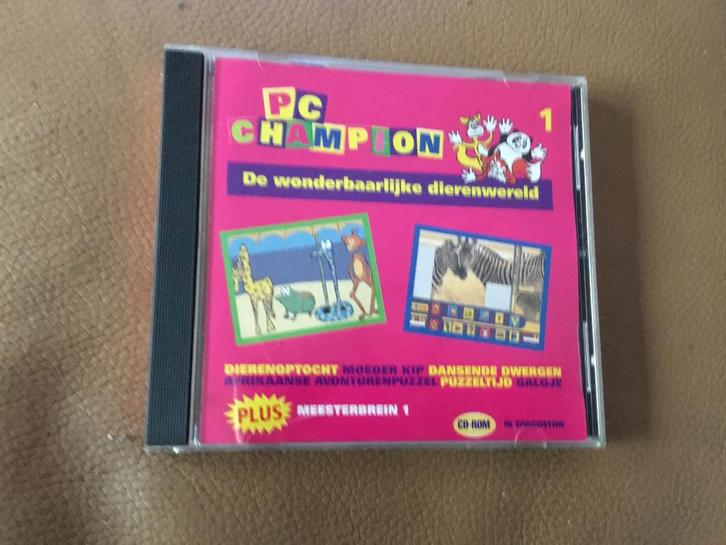 PC
CHAMPION
1
De wonderbaarlijke dierenwereld
DIERENOPTOCHT MOEDER KIP DANSENDE DWERGEN
AFRIKAANSE AVONTURENPUZZEL PUZZELTIJD GALGJE
PLUS MEESTERBREIN 1
CD-ROM DeAGOSTINI